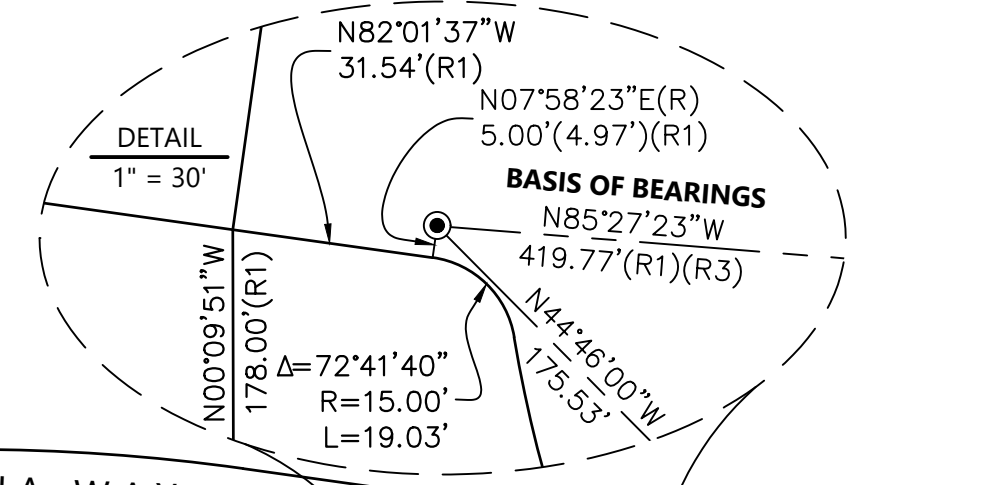 N82°01'37"W
31.54'(R1)
N07°58'23"E(R)
5.00'(4.97')(R1)
DETAIL
1" = 30'
BASIS OF BEARINGS
N85°27'23"W
419.77'(R1)(R3)
N00°09'51"W
178.00'(R1)
N44°46'00"W
175.53'
Δ=72°41'40"
R=15.00'
L=19.03'